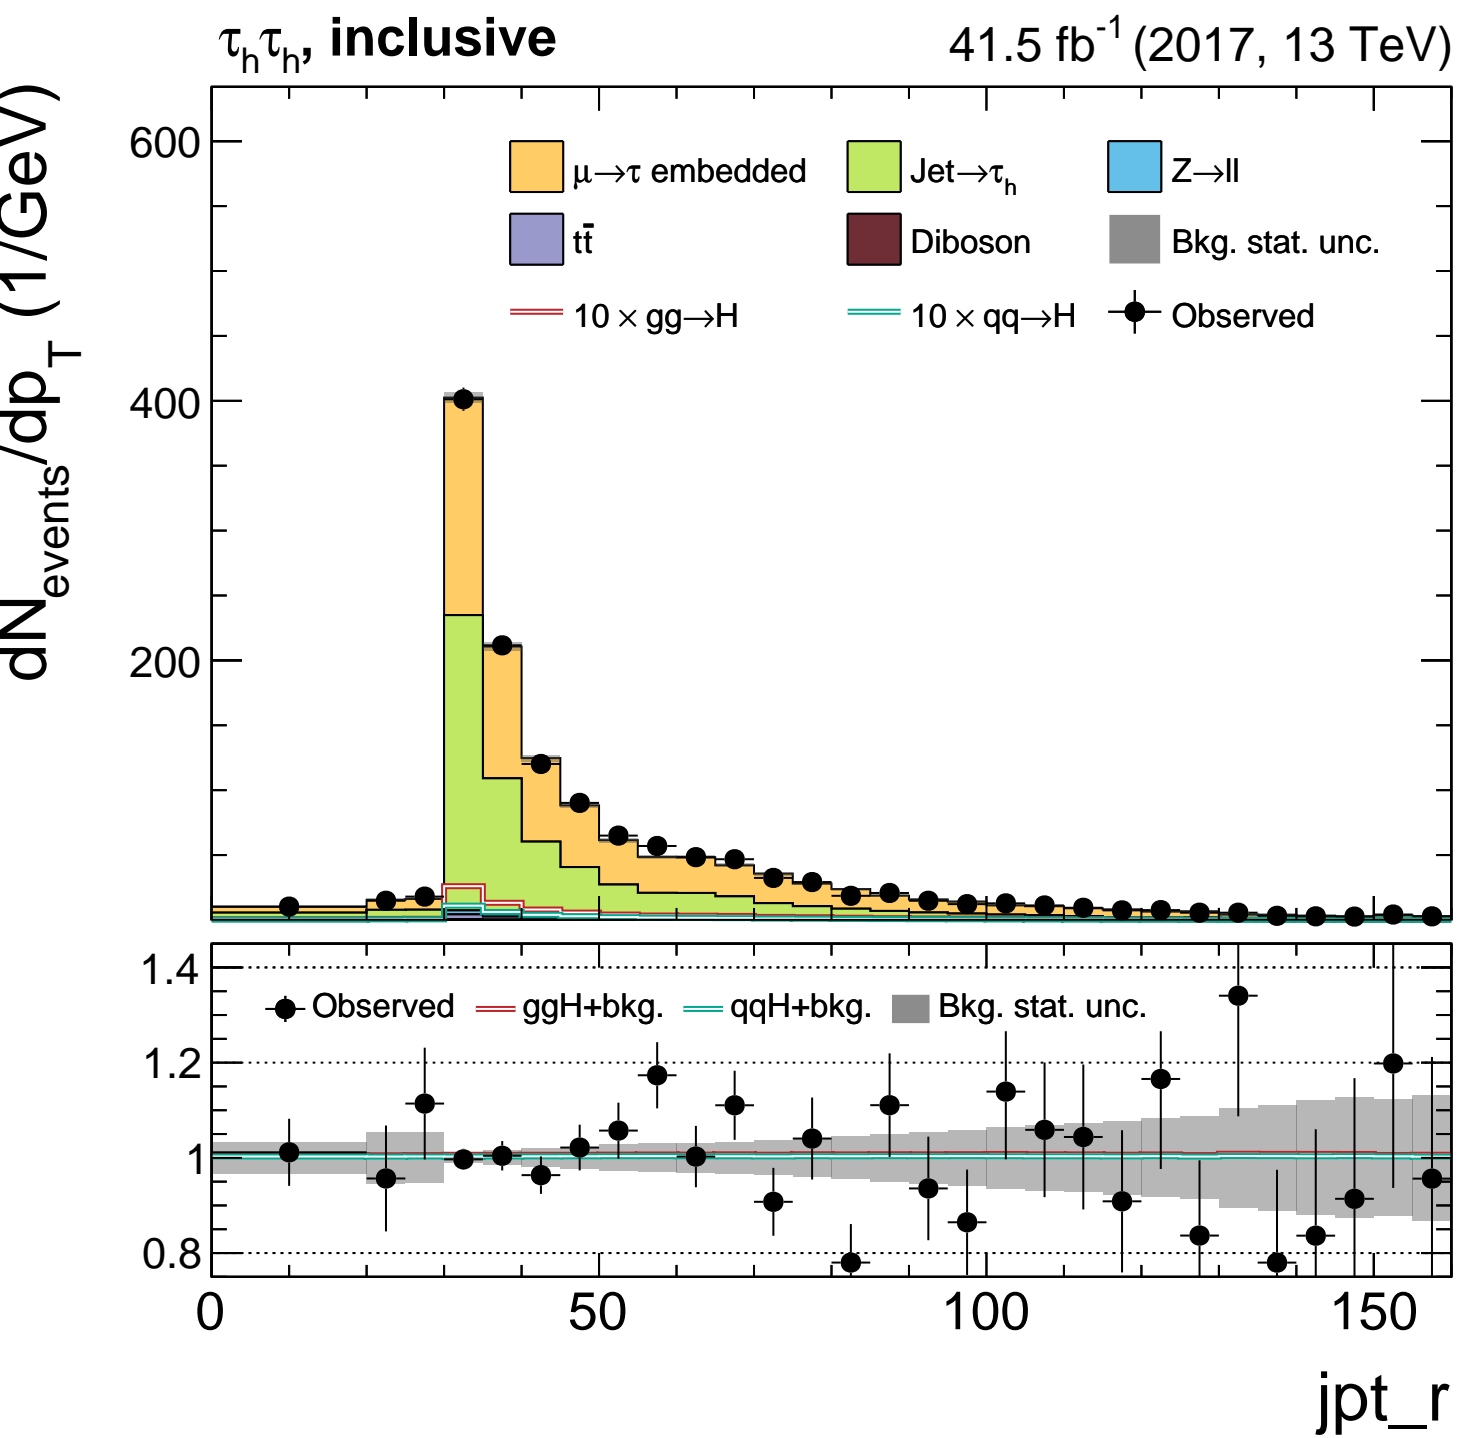 τhτh, inclusive 41.5 fb-1 (2017, 13 TeV)
dNevents/dpT (1/GeV)
600
400
200
μ→τ embedded Jet→τh Z→ll
tt̄ Diboson Bkg. stat. unc.
10 × gg→H 10 × qq→H Observed
1.4
1.2
1
0.8
Observed ggH+bkg. qqH+bkg. Bkg. stat. unc.
0 50 100 150
jpt_r